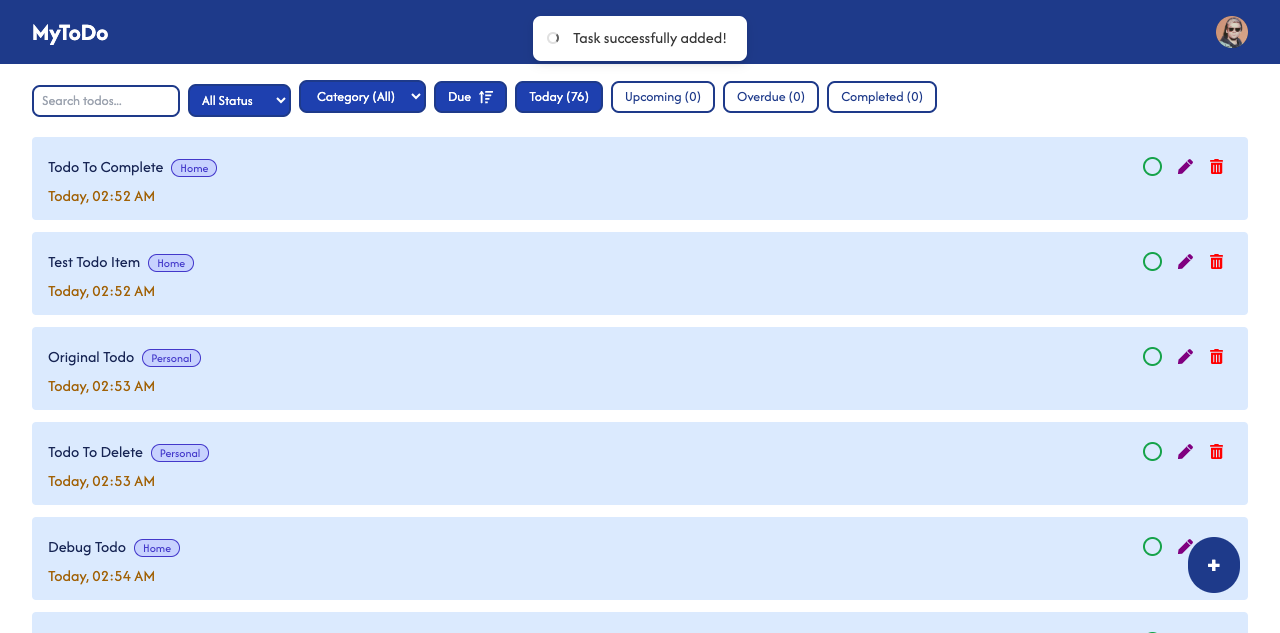 MyToDo
Task successfully added!
Search todos...
All Status
Category (All)
Due
Today (76)
Upcoming (0)
Overdue (0)
Completed (0)
Todo To Complete Home
Today, 02:52 AM
Test Todo Item Home
Today, 02:52 AM
Original Todo Personal
Today, 02:53 AM
Todo To Delete Personal
Today, 02:53 AM
Debug Todo Home
Today, 02:54 AM
+